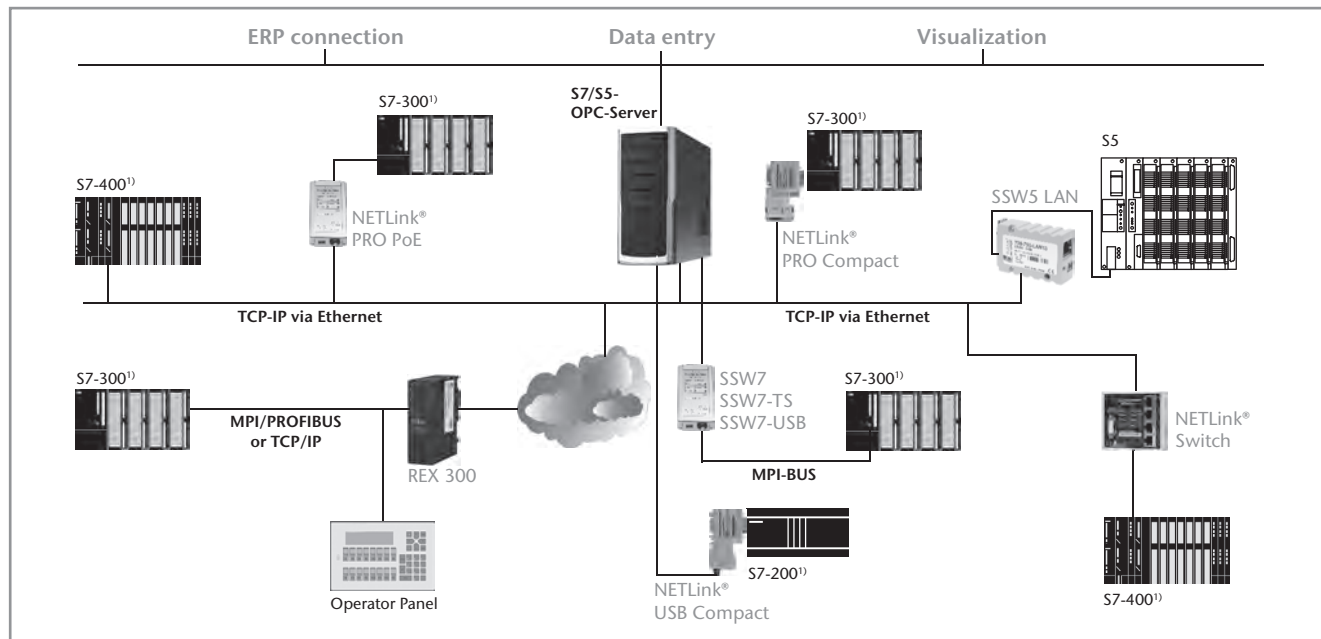 ERP connection
Data entry
Visualization
S7/S5-
OPC-Server
S7-300¹⁾
S7-300¹⁾
S5
S7-400¹⁾
NETLink®
PRO PoE
NETLink®
PRO Compact
SSW5 LAN
TCP-IP via Ethernet
TCP-IP via Ethernet
S7-300¹⁾
MPI/PROFIBUS
or TCP/IP
REX 300
SSW7
SSW7-TS
SSW7-USB
S7-300¹⁾
MPI-BUS
NETLink®
Switch
Operator Panel
S7-200¹⁾
NETLink®
USB Compact
S7-400¹⁾